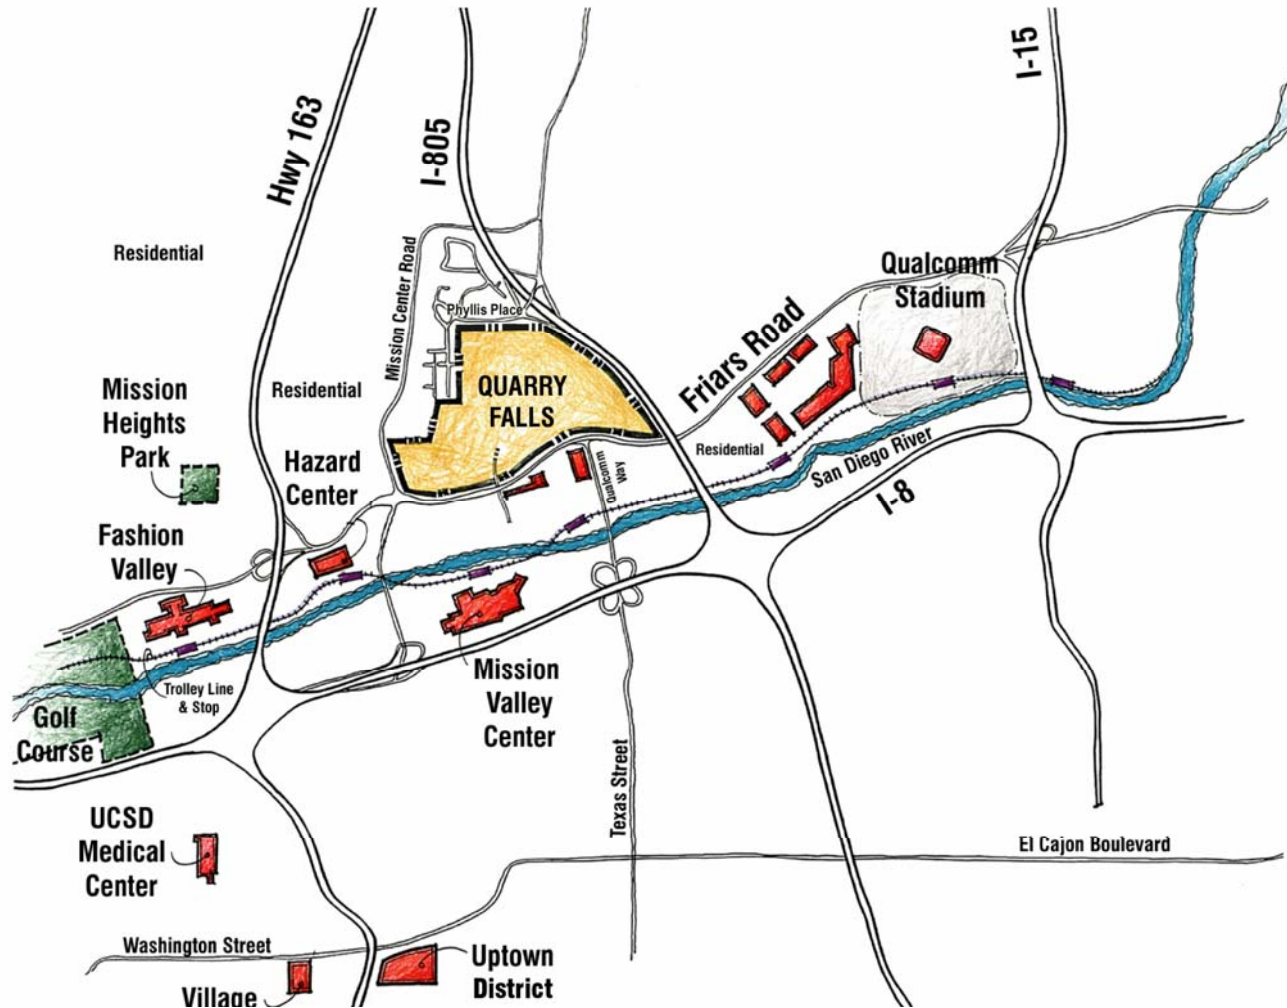 Hwy 163
I-805
I-15
Residential
Mission Center Road
Qualcomm
Stadium
Phyllis Place
Friars Road
QUARRY
FALLS
Residential
Mission
Heights
Park
Hazard
Center
Residential
Qualcomm
Way
San Diego River
I-8
Fashion
Valley
Trolley Line
& Stop
Golf
Course
Mission
Valley
Center
Texas Street
UCSD
Medical
Center
El Cajon Boulevard
Washington Street
Uptown
District
Village